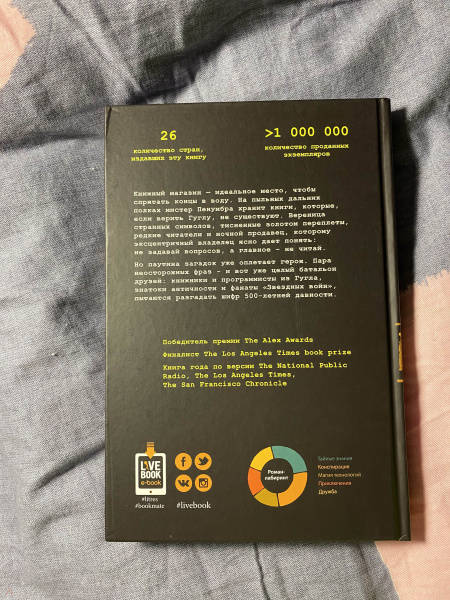 26
количество стран,
издавших эту книгу
>1 000 000
количество проданных
экземпляров
Книжный магазин — идеальное место, чтобы
спрятать концы в воду. На пыльных дальних
полках мистер Пенумбра хранит книги, которые,
если верить Гуглу, не существуют. Вереница
странных символов, тисненные золотом переплеты,
редкие читатели и ночной продавец, которому
эксцентричный владелец ясно дает понять:
не задавай вопросов, а главное — не читай.
Но паутина загадок уже оплетает героя. Пара
неосторожных фраз — и вот уже целый батальон
друзей: книжники и программисты из Гугла,
знатоки античности и фанаты «Звездных войн»,
пытаются разгадать шифр 500-летней давности.
Победитель премии The Alex Awards
Финалист The Los Angeles Times book prize
Книга года по версии The National Public
Radio, The Los Angeles Times,
The San Francisco Chronicle
LIVE
BOOK
e-book
#litres
#bookmate
#livebook
Роман-
лабиринт
Тайные знания
Конспирация
Магия технологий
Приключения
Дружба